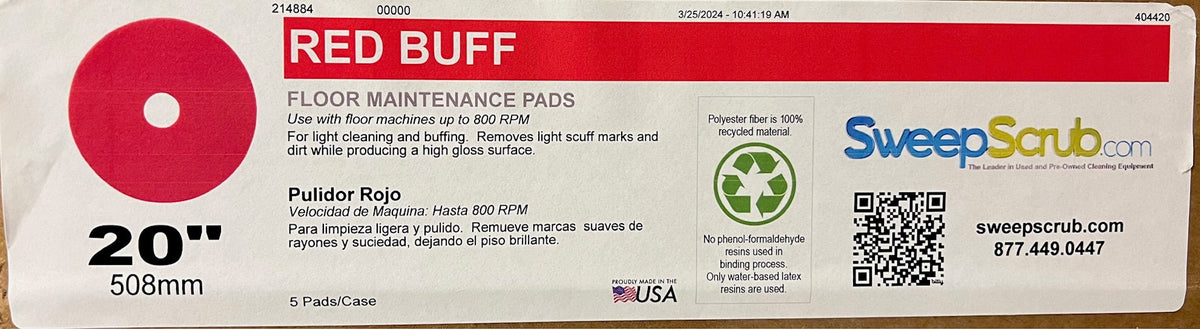 214884 00000 3/25/2024 - 10:41:19 AM 404420
RED BUFF
FLOOR MAINTENANCE PADS
Use with floor machines up to 800 RPM
For light cleaning and buffing. Removes light scuff marks and
dirt while producing a high gloss surface.
Pulidor Rojo
Velocidad de Maquina: Hasta 800 RPM
Para limpieza ligera y pulido. Remueve marcas suaves de
rayones y suciedad, dejando el piso brillante.
20"
508mm
5 Pads/Case
PROUDLY MADE IN THE
USA
Polyester fiber is 100%
recycled material.
No phenol-formaldehyde
resins used in
binding process.
Only water-based latex
resins are used.
SweepScrub.com
The Leader in Used and Pre-Owned Cleaning Equipment
bitly
sweepscrub.com
877.449.0447